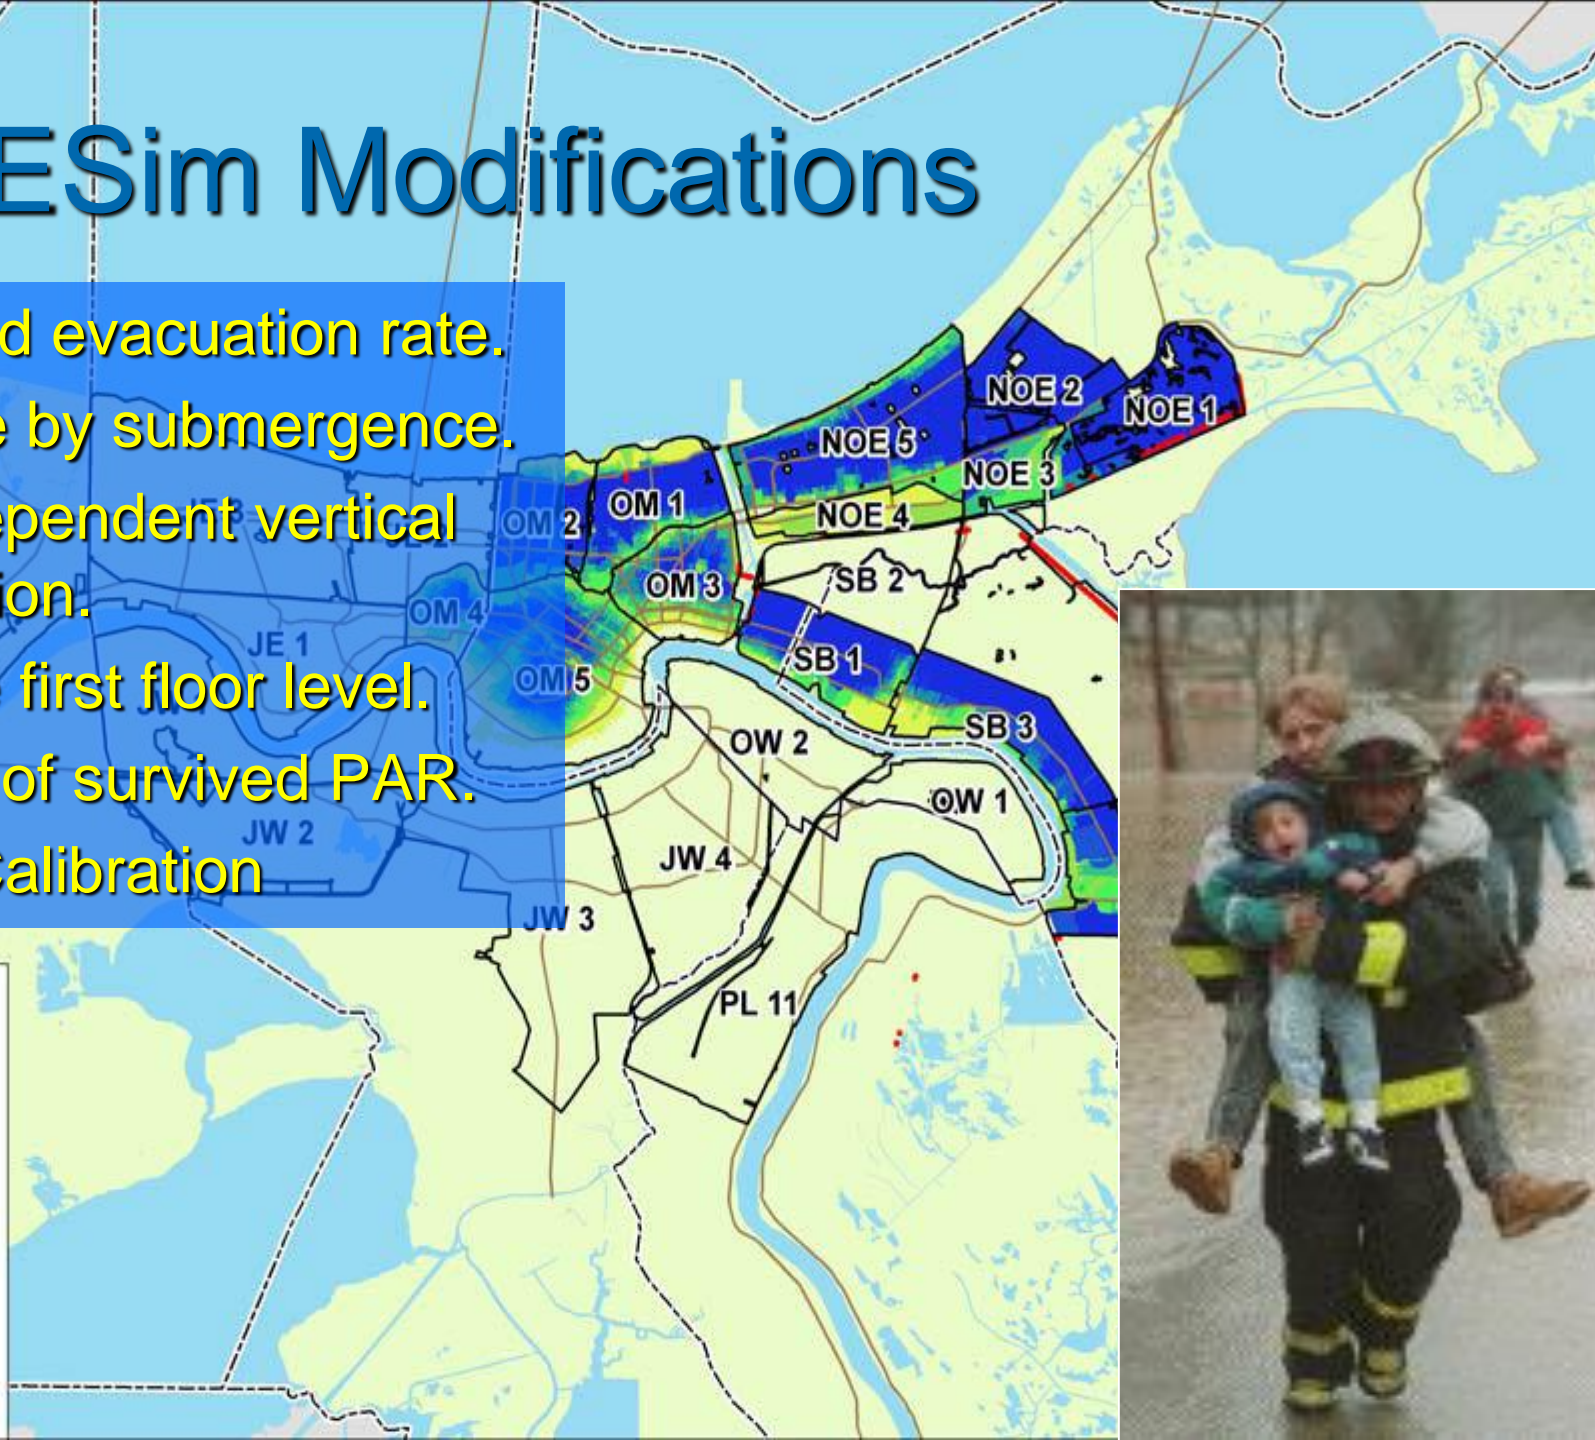 ESim Modifications
d evacuation rate.
e by submergence.
ependent vertical
ion.
e first floor level.
of survived PAR.
Calibration
NOE 2
NOE 1
NOE 5
NOE 3
NOE 4
OM 1
OM 2
OM 3
SB 2
OM 4
JE 1
SB 1
OM 5
SB 3
OW 2
OW 1
JW 2
JW 4
JW 3
PL 11